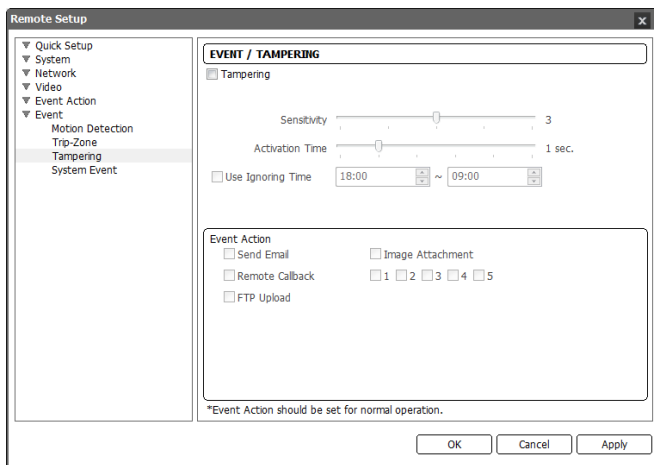 Remote Setup
x
Quick Setup
System
Network
Video
Event Action
Event
Motion Detection
Trip-Zone
Tampering
System Event
EVENT / TAMPERING
Tampering
Sensitivity 3
Activation Time 1 sec.
Use Ignoring Time 18:00 ~ 09:00
Event Action
Send Email Image Attachment
Remote Callback 1 2 3 4 5
FTP Upload
*Event Action should be set for normal operation.
OK Cancel Apply